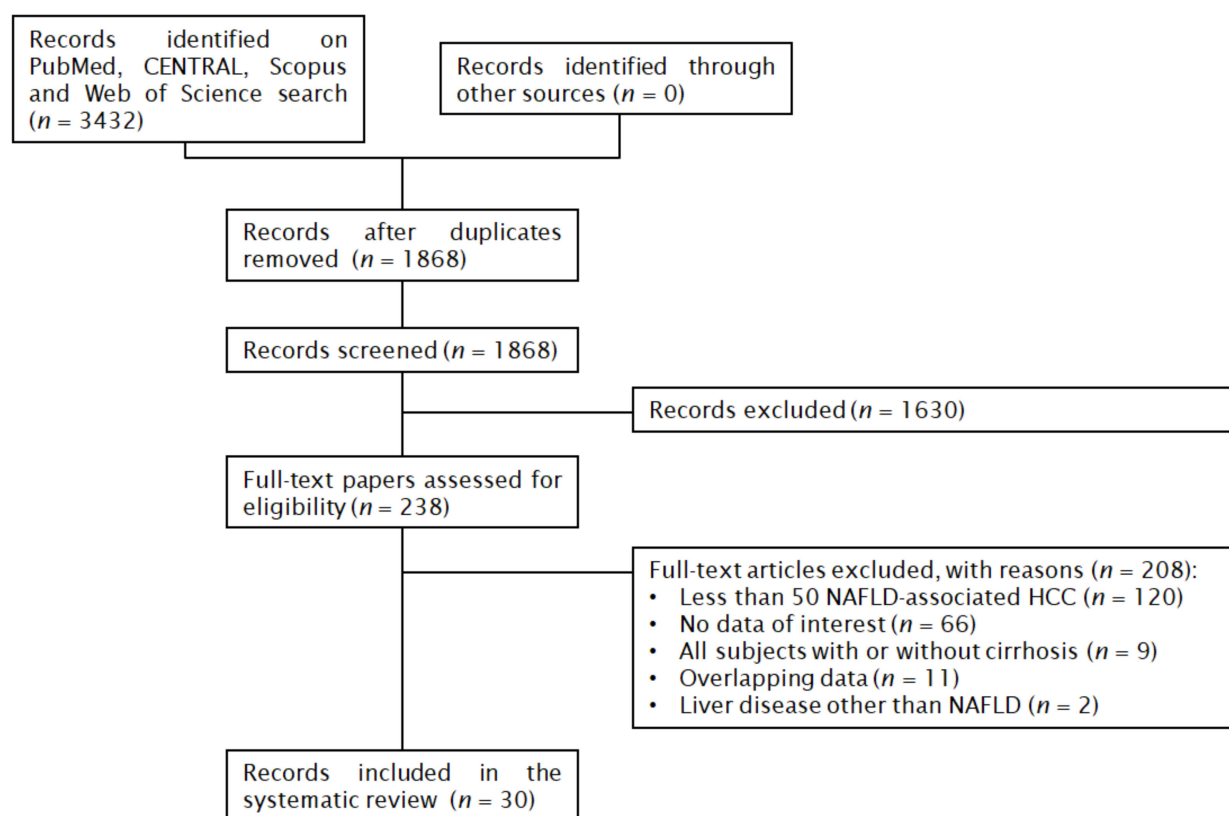 Records identified on
PubMed, CENTRAL, Scopus
and Web of Science search
(n = 3432)
Records identified through
other sources (n = 0)
Records after duplicates
removed (n = 1868)
Records screened (n = 1868)
Records excluded (n = 1630)
Full-text papers assessed for
eligibility (n = 238)
Full-text articles excluded, with reasons (n = 208):
• Less than 50 NAFLD-associated HCC (n = 120)
• No data of interest (n = 66)
• All subjects with or without cirrhosis (n = 9)
• Overlapping data (n = 11)
• Liver disease other than NAFLD (n = 2)
Records included in the
systematic review (n = 30)